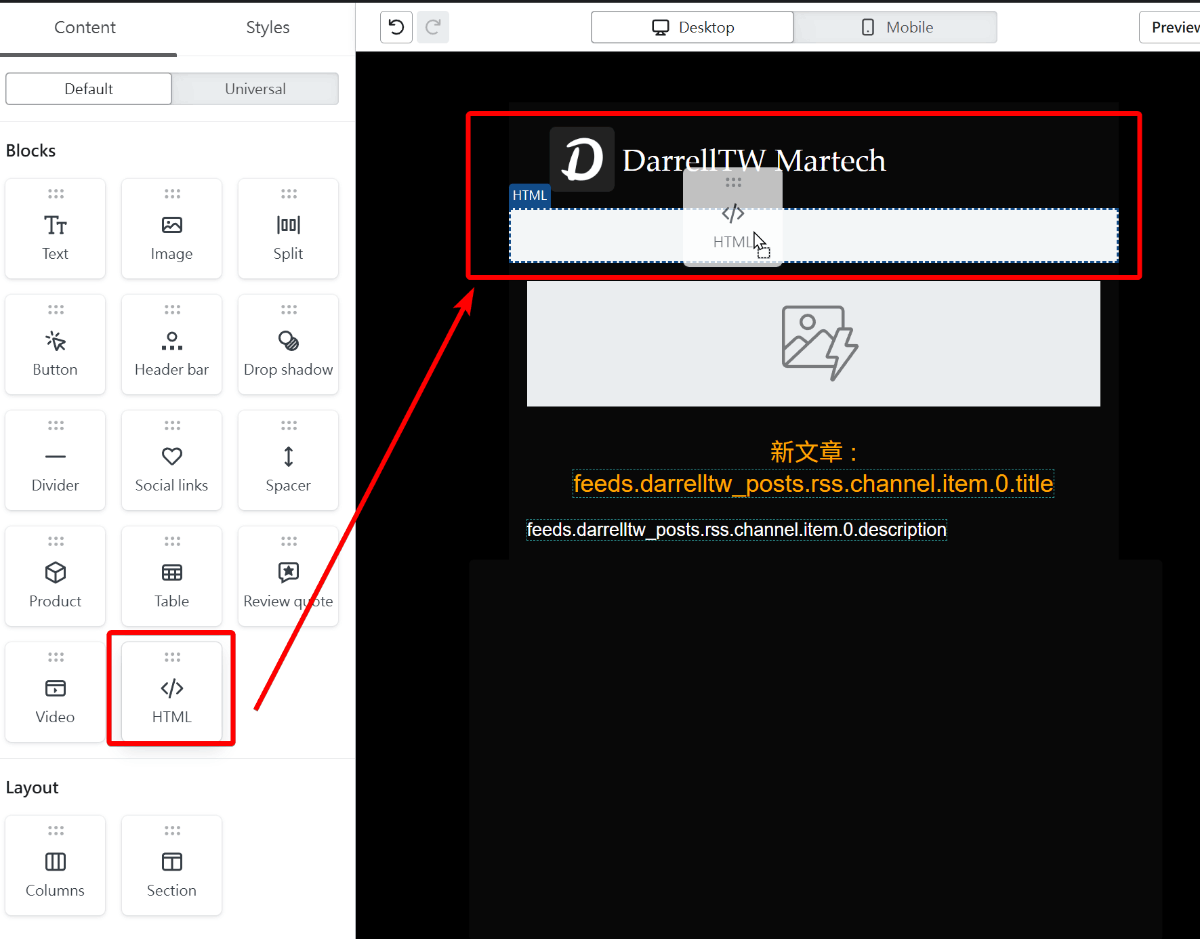 Content Styles
Desktop Mobile Preview
Default Universal
Blocks
Text Image Split
Button Header bar Drop shadow
Divider Social links Spacer
Product Table Review quote
Video HTML
Layout
Columns Section
D DarrellTW Martech
HTML
HTML
新文章：
feeds.darrelltw_posts.rss.channel.item.0.title
feeds.darrelltw_posts.rss.channel.item.0.description